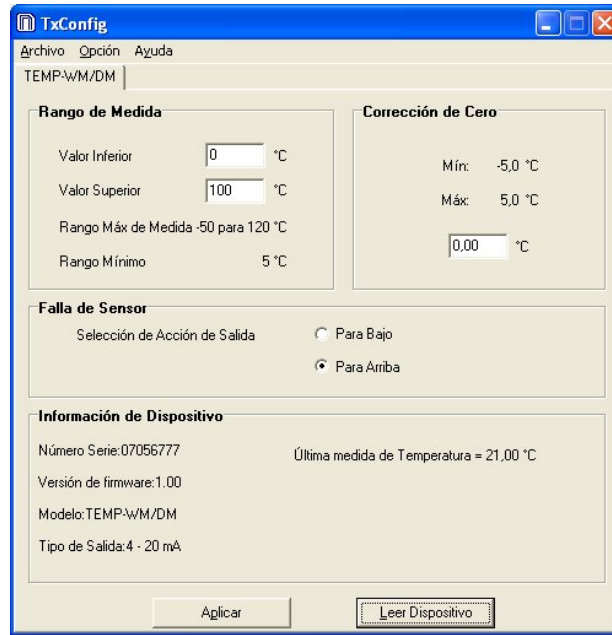 TxConfig
Archivo Opción Ayuda
TEMP-WM/DM
Rango de Medida
Valor Inferior 0 °C
Valor Superior 100 °C
Rango Máx de Medida -50 para 120 °C
Rango Mínimo 5 °C
Corrección de Cero
Mín: -5,0 °C
Máx: 5,0 °C
0,00 °C
Falla de Sensor
Selección de Acción de Salida
Para Bajo
Para Arriba
Información de Dispositivo
Número Serie:07056777
Versión de firmware:1.00
Modelo:TEMP-WM/DM
Tipo de Salida:4 - 20 mA
Última medida de Temperatura = 21,00 °C
Aplicar
Leer Dispositivo